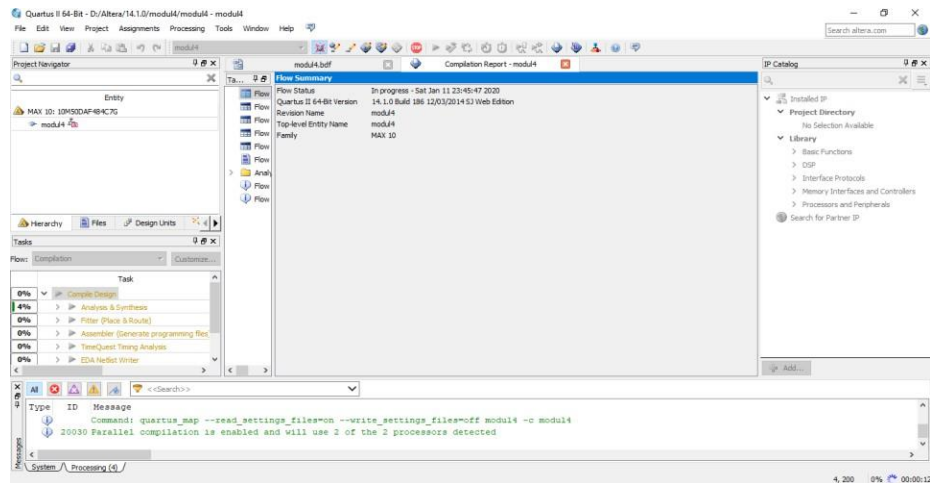 Quartus II 64-Bit - D:/Altera/14.1.0/modul4/modul4 - modul4
File Edit View Project Assignments Processing Tools Window Help
Search altera.com
modul4
Project Navigator
Entity
MAX 10: 10M50DAF484C7G
modul4
Hierarchy Files Design Units
Tasks
Flow: Compilation Customize...
Task
0% Compile Design
4% Analysis & Synthesis
0% Fitter (Place & Route)
0% Assembler (Generate programming files)
0% TimeQuest Timing Analysis
0% EDA Netlist Writer
modul4.bdf Compilation Report - modul4
Ta...
Flow
Flow
Flow
Flow
Flow
Flow
Analy
Flow
Flow
Flow Summary
Flow Status In progress - Sat Jan 11 23:45:47 2020
Quartus II 64-Bit Version 14.1.0 Build 186 12/03/2014 SJ Web Edition
Revision Name modul4
Top-level Entity Name modul4
Family MAX 10
IP Catalog
Installed IP
Project Directory
No Selection Available
Library
Basic Functions
DSP
Interface Protocols
Memory Interfaces and Controllers
Processors and Peripherals
Search for Partner IP
Add...
All <<Search>>
Type ID Message
Command: quartus_map --read_settings_files=on --write_settings_files=off modul4 -c modul4
20030 Parallel compilation is enabled and will use 2 of the 2 processors detected
Messages
System Processing (4)
4, 200 0% 00:00:12